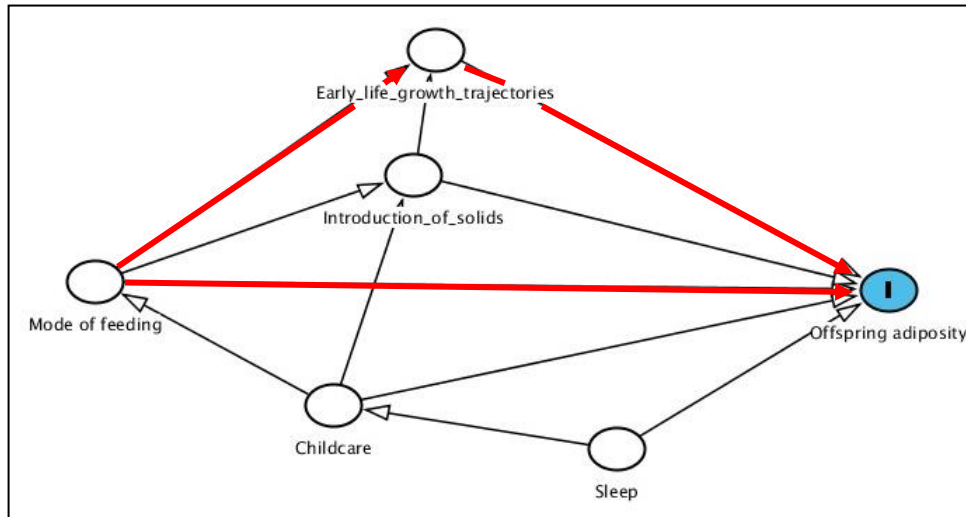 Early_life_growth_trajectories
Introduction_of_solids
Mode of feeding
I
Offspring adiposity
Childcare
Sleep